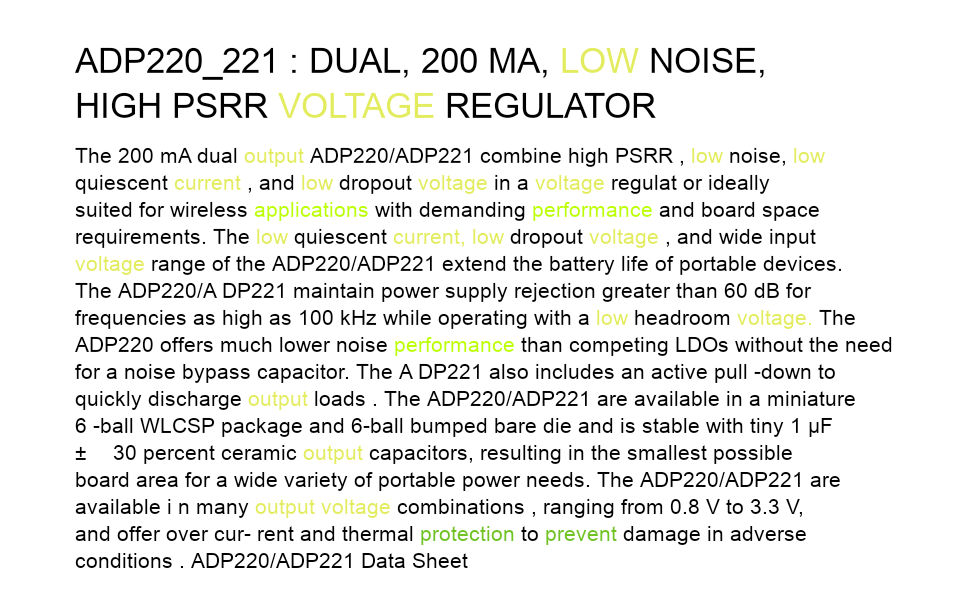 ADP220_221 : DUAL, 200 MA, LOW NOISE,
HIGH PSRR VOLTAGE REGULATOR
The 200 mA dual output ADP220/ADP221 combine high PSRR , low noise, low
quiescent current , and low dropout voltage in a voltage regulat or ideally
suited for wireless applications with demanding performance and board space
requirements. The low quiescent current, low dropout voltage , and wide input
voltage range of the ADP220/ADP221 extend the battery life of portable devices.
The ADP220/A DP221 maintain power supply rejection greater than 60 dB for
frequencies as high as 100 kHz while operating with a low headroom voltage. The
ADP220 offers much lower noise performance than competing LDOs without the need
for a noise bypass capacitor. The A DP221 also includes an active pull -down to
quickly discharge output loads . The ADP220/ADP221 are available in a miniature
6 -ball WLCSP package and 6-ball bumped bare die and is stable with tiny 1 µF
± 30 percent ceramic output capacitors, resulting in the smallest possible
board area for a wide variety of portable power needs. The ADP220/ADP221 are
available i n many output voltage combinations , ranging from 0.8 V to 3.3 V,
and offer over cur- rent and thermal protection to prevent damage in adverse
conditions . ADP220/ADP221 Data Sheet